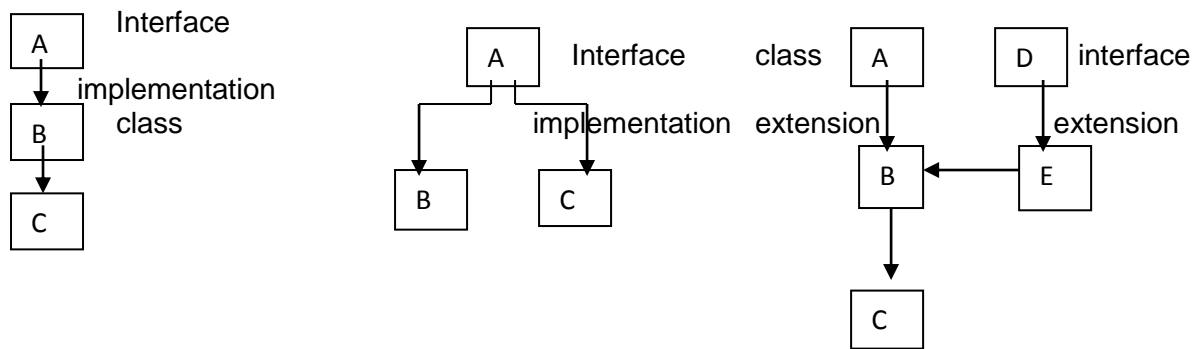 A Interface
implementation
B class
C
A Interface
implementation
B C
class A D interface
extension extension
B E
C